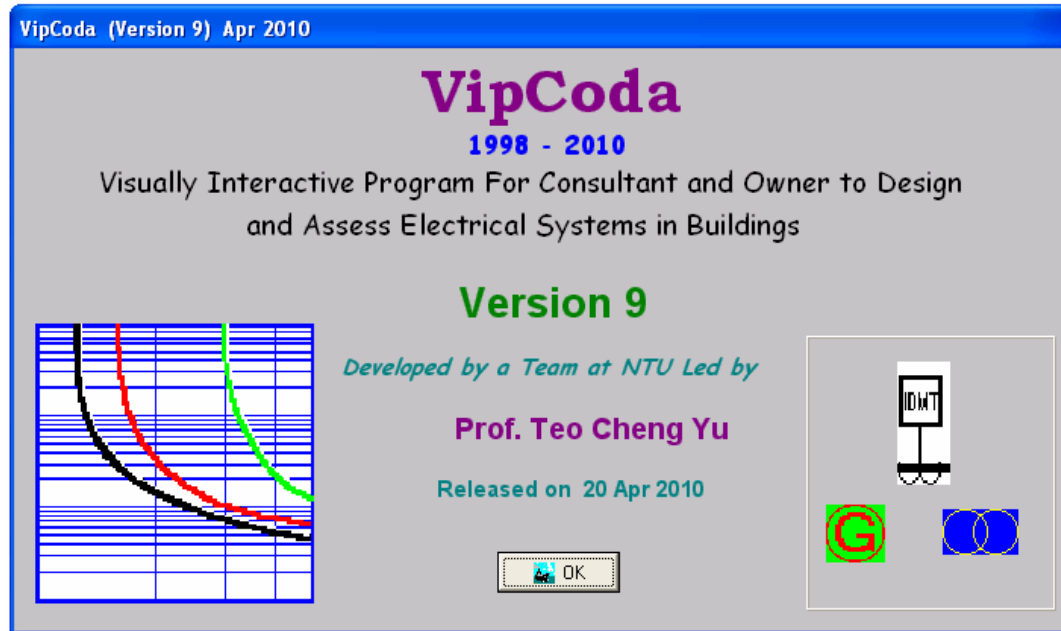 VipCoda (Version 9) Apr 2010
VipCoda
1998 - 2010
Visually Interactive Program For Consultant and Owner to Design
and Assess Electrical Systems in Buildings
Version 9
Developed by a Team at NTU Led by
Prof. Teo Cheng Yu
Released on 20 Apr 2010
OK
IDMT
G